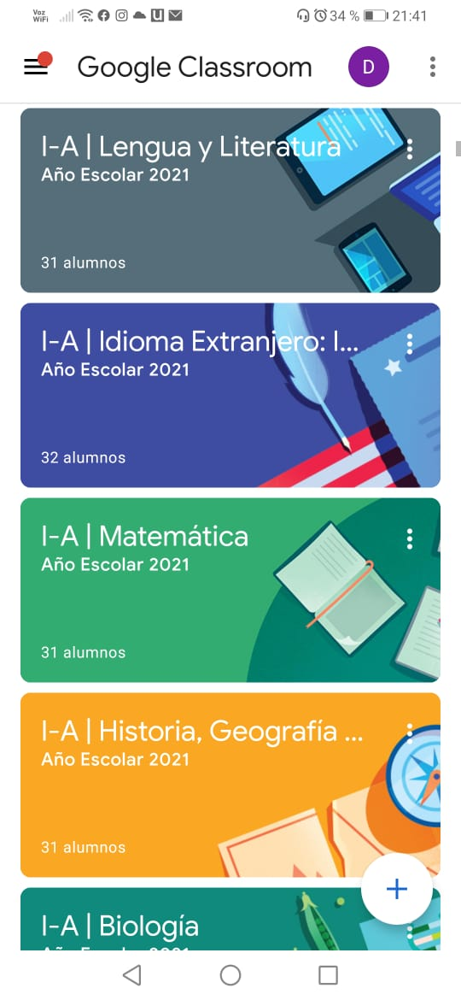 Voz
WiFi
34 %
21:41
Google Classroom
D
I-A | Lengua y Literatura
Año Escolar 2021
31 alumnos
I-A | Idioma Extranjero: I...
Año Escolar 2021
32 alumnos
I-A | Matemática
Año Escolar 2021
31 alumnos
I-A | Historia, Geografía ...
Año Escolar 2021
31 alumnos
I-A | Biología